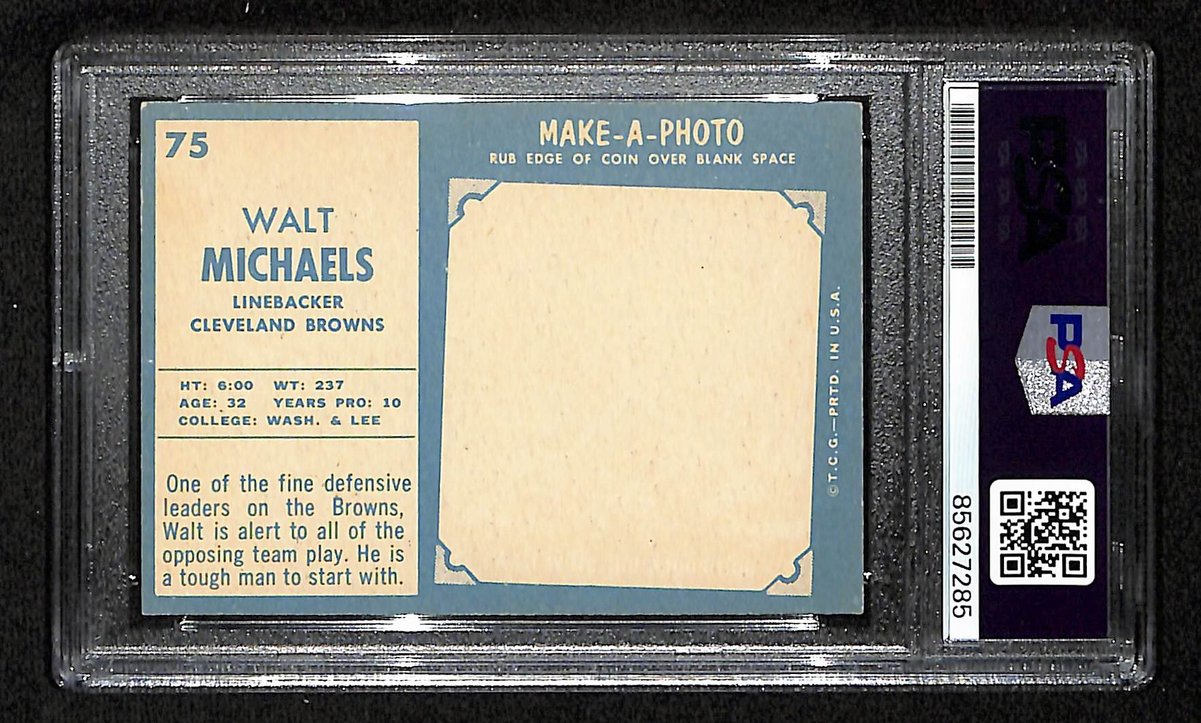 75
WALT
MICHAELS
LINEBACKER
CLEVELAND BROWNS
HT: 6:00 WT: 237
AGE: 32 YEARS PRO: 10
COLLEGE: WASH. & LEE
One of the fine defensive
leaders on the Browns,
Walt is alert to all of the
opposing team play. He is
a tough man to start with.
MAKE-A-PHOTO
RUB EDGE OF COIN OVER BLANK SPACE
©T.C.G.—PRTD. IN U.S.A.
PSA
PSA
85627285